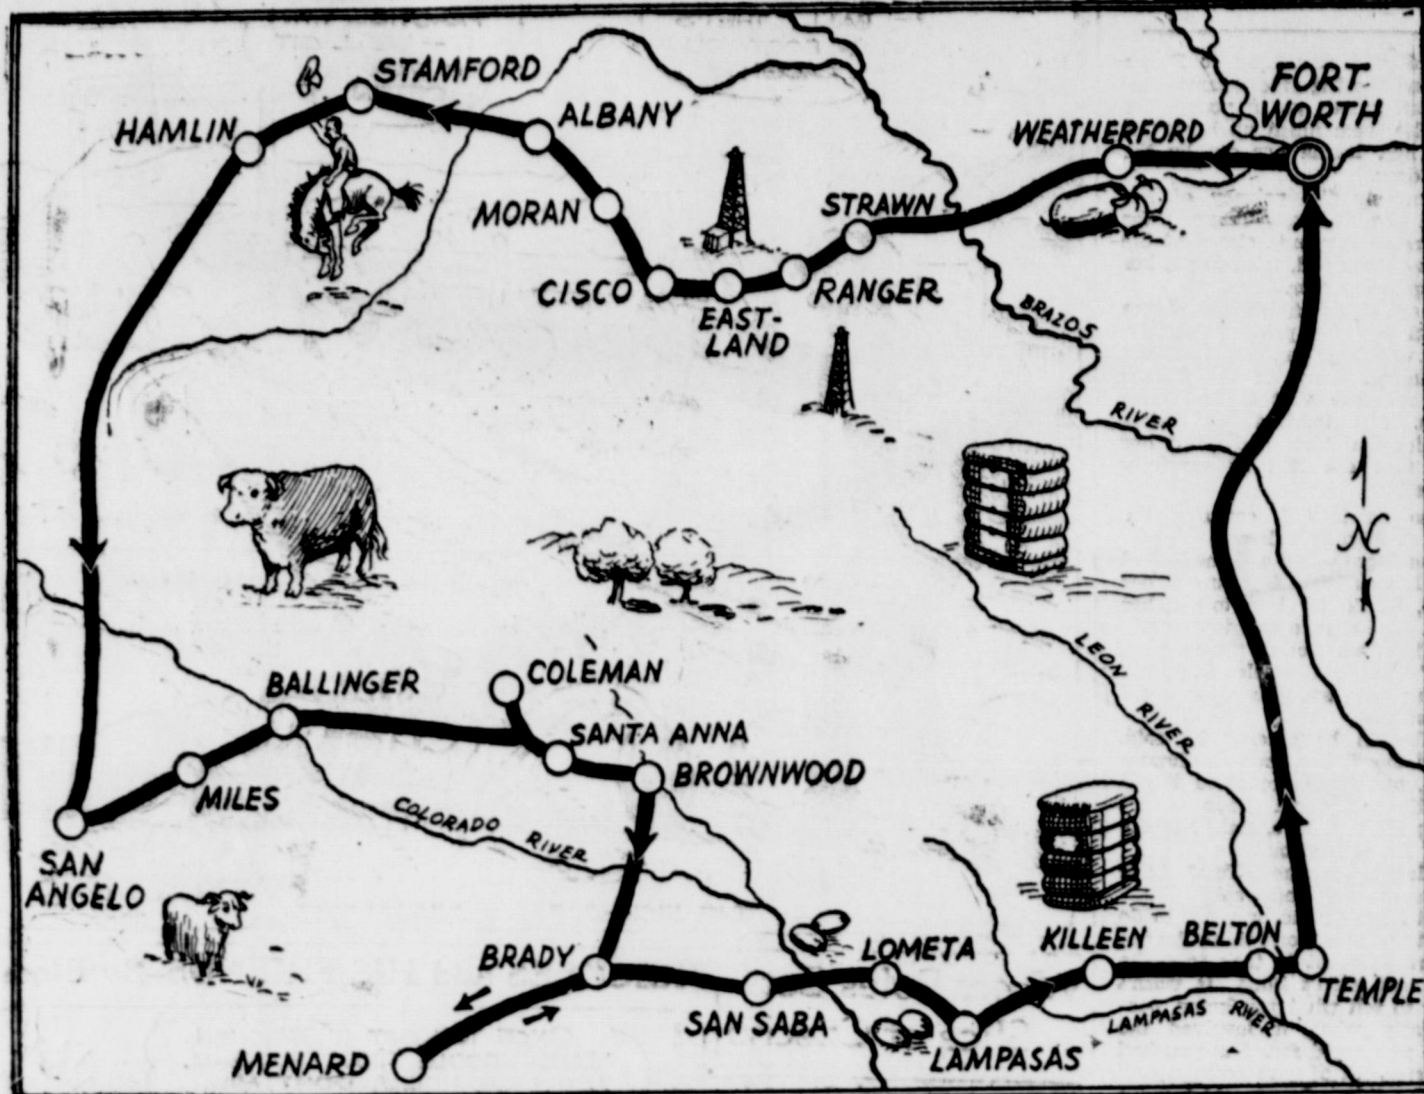 STAMFORD
FORT
WORTH
HAMLIN
ALBANY
WEATHERFORD
MORAN
STRAWN
CISCO
RANGER
EAST-
LAND
BRAZOS
RIVER
N
LEON
RIVER
BALLINGER
COLEMAN
SANTA ANNA
BROWNWOOD
MILES
COLORADO
RIVER
SAN
ANGELO
BRADY
LOMETA
KILLEEN
BELTON
TEMPLE
SAN SABA
LAMPASAS
RIVER
LAMPASAS
MENARD